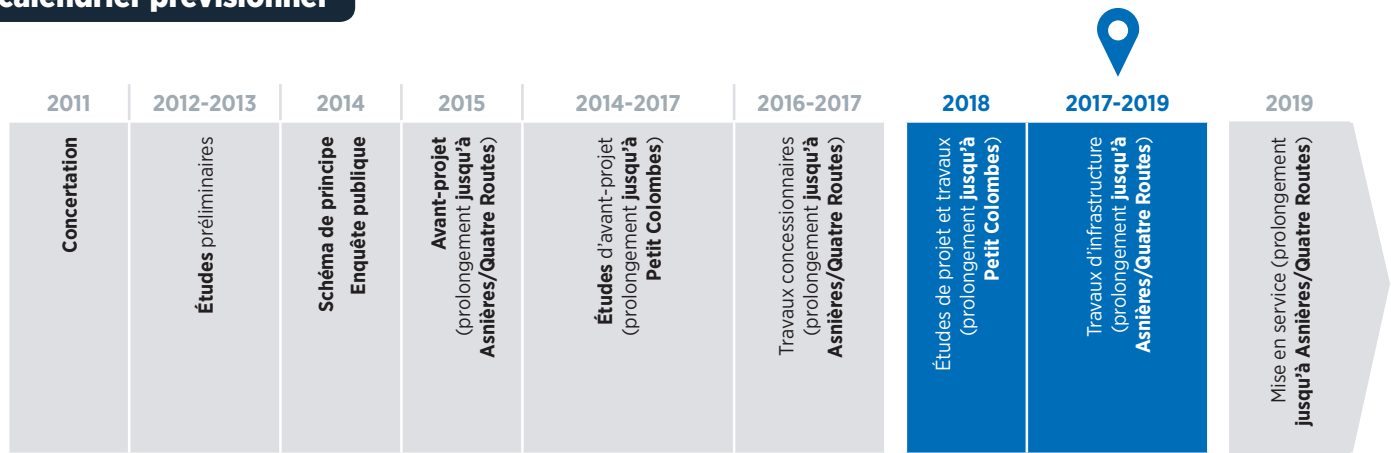 calendrier prévisionnel
2011
Concertation
2012-2013
Études préliminaires
2014
Schéma de principe
Enquête publique
2015
Avant-projet
(prolongement jusqu'à
Asnières/Quatre Routes)
2014-2017
Études d'avant-projet
(prolongement jusqu'à
Petit Colombes)
2016-2017
Travaux concessionnaires
(prolongement jusqu'à
Asnières/Quatre Routes)
2018
Études de projet et travaux
(prolongement jusqu'à
Petit Colombes)
2017-2019
Travaux d'infrastructure
(prolongement jusqu'à
Asnières/Quatre Routes)
2019
Mise en service (prolongement
jusqu'à Asnières/Quatre Routes)